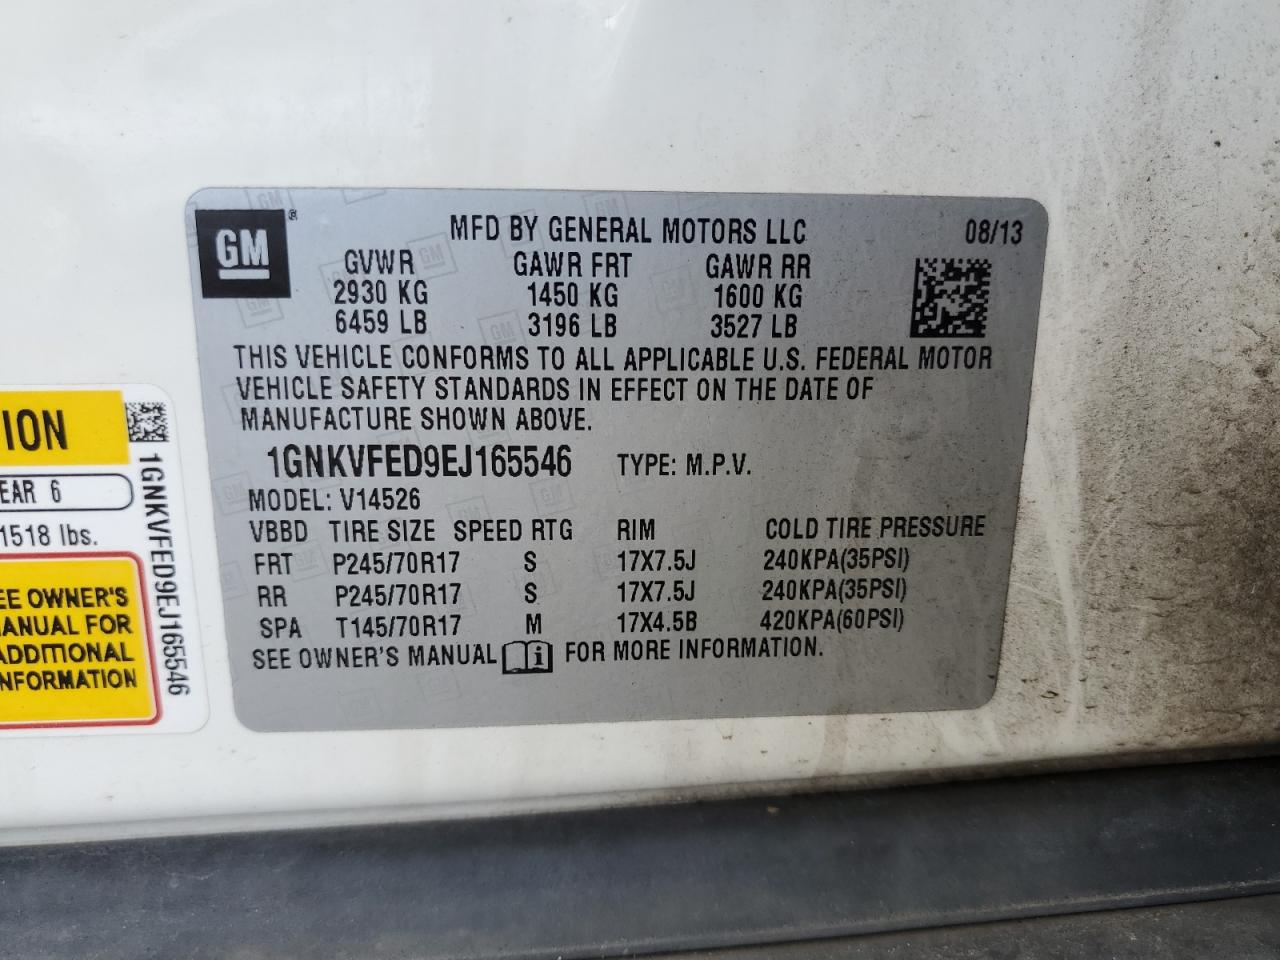 GM ®
MFD BY GENERAL MOTORS LLC 08/13
GVWR GAWR FRT GAWR RR
2930 KG 1450 KG 1600 KG
6459 LB 3196 LB 3527 LB
THIS VEHICLE CONFORMS TO ALL APPLICABLE U.S. FEDERAL MOTOR
VEHICLE SAFETY STANDARDS IN EFFECT ON THE DATE OF
MANUFACTURE SHOWN ABOVE.
1GNKVFED9EJ165546 TYPE: M.P.V.
MODEL: V14526
VBBD TIRE SIZE SPEED RTG RIM COLD TIRE PRESSURE
FRT P245/70R17 S 17X7.5J 240KPA(35PSI)
RR P245/70R17 S 17X7.5J 240KPA(35PSI)
SPA T145/70R17 M 17X4.5B 420KPA(60PSI)
SEE OWNER'S MANUAL i FOR MORE INFORMATION.
ION
EAR 6
1518 lbs.
EE OWNER'S
ANUAL FOR
ADDITIONAL
NFORMATION
1GNKVFED9EJ165546